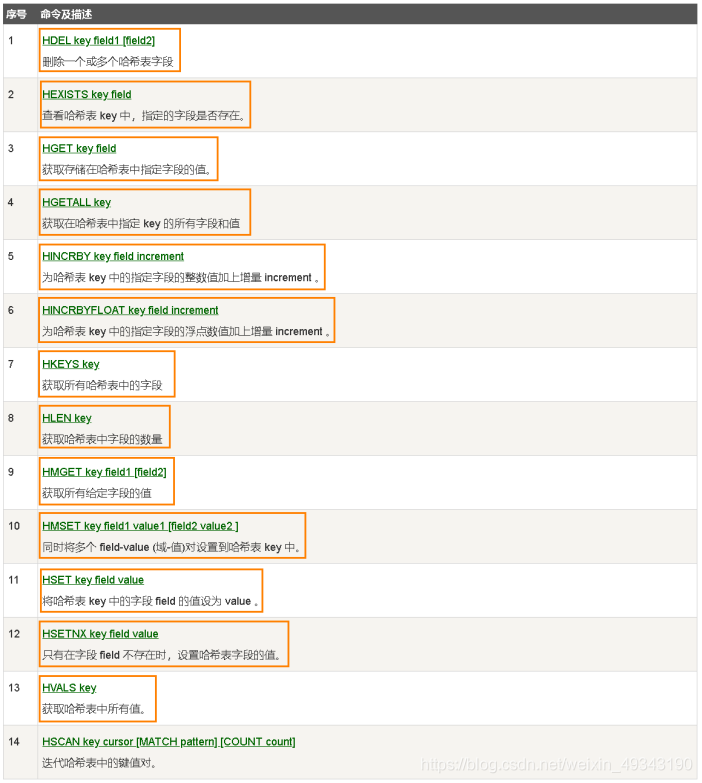 序号 命令及描述
1 HDEL key field1 [field2]
删除一个或多个哈希表字段
2 HEXISTS key field
查看哈希表 key 中，指定的字段是否存在。
3 HGET key field
获取存储在哈希表中指定字段的值。
4 HGETALL key
获取在哈希表中指定 key 的所有字段和值
5 HINCRBY key field increment
为哈希表 key 中的指定字段的整数值加上增量 increment 。
6 HINCRBYFLOAT key field increment
为哈希表 key 中的指定字段的浮点数值加上增量 increment 。
7 HKEYS key
获取所有哈希表中的字段
8 HLEN key
获取哈希表中字段的数量
9 HMGET key field1 [field2]
获取所有给定字段的值
10 HMSET key field1 value1 [field2 value2 ]
同时将多个 field-value (域-值)对设置到哈希表 key 中。
11 HSET key field value
将哈希表 key 中的字段 field 的值设为 value 。
12 HSETNX key field value
只有在字段 field 不存在时，设置哈希表字段的值。
13 HVALS key
获取哈希表中所有值。
14 HSCAN key cursor [MATCH pattern] [COUNT count]
迭代哈希表中的键值对。
https://blog.csdn.net/weixin_49343190